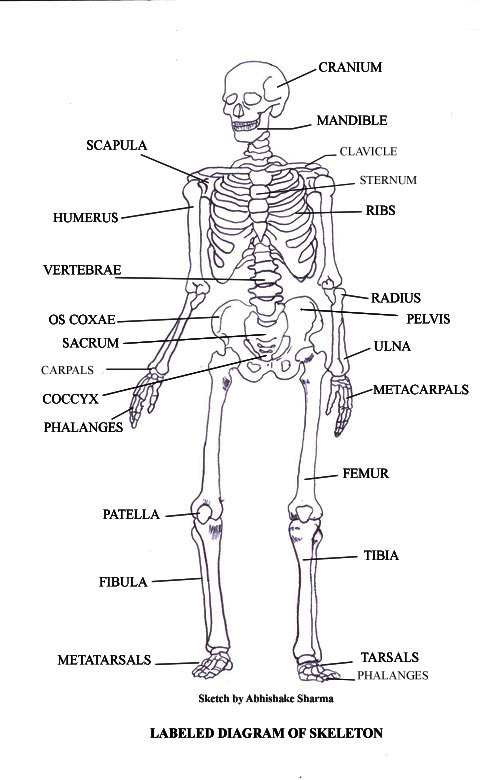 CRANIUM
MANDIBLE
SCAPULA
CLAVICLE
STERNUM
HUMERUS
RIBS
VERTEBRAE
RADIUS
OS COXAE
PELVIS
SACRUM
ULNA
CARPALS
METACARPALS
COCCYX
PHALANGES
FEMUR
PATELLA
TIBIA
FIBULA
METATARSALS
TARSALS
PHALANGES
Sketch by Abhishake Sharma
LABELED DIAGRAM OF SKELETON